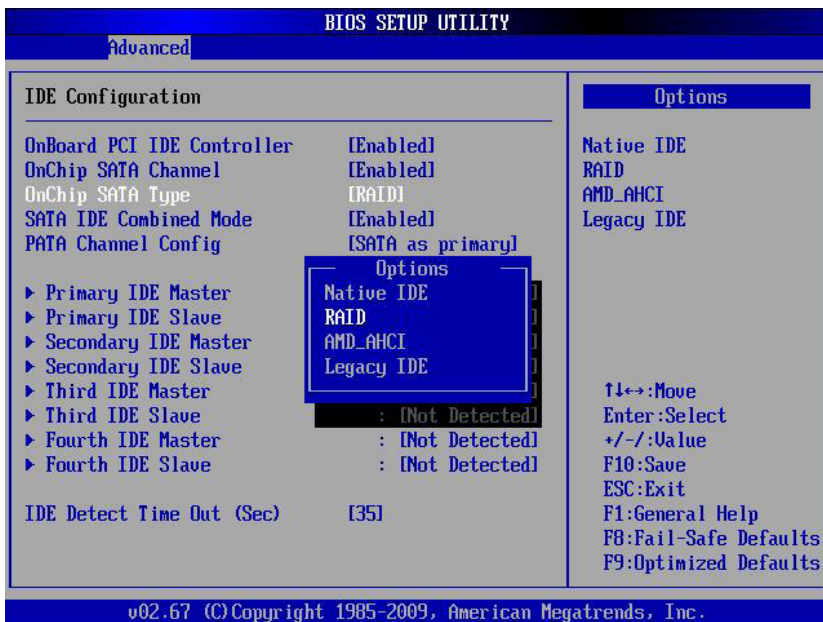 BIOS SETUP UTILITY
Advanced
IDE Configuration
OnBoard PCI IDE Controller [Enabled]
OnChip SATA Channel [Enabled]
OnChip SATA Type [RAID]
SATA IDE Combined Mode [Enabled]
PATA Channel Config [SATA as primary]
Options
Native IDE
RAID
AMD_AHCI
Legacy IDE
▶ Primary IDE Master ]
▶ Primary IDE Slave ]
▶ Secondary IDE Master ]
▶ Secondary IDE Slave ]
▶ Third IDE Master ]
▶ Third IDE Slave : [Not Detected]
▶ Fourth IDE Master : [Not Detected]
▶ Fourth IDE Slave : [Not Detected]
IDE Detect Time Out (Sec) [35]
Options
Native IDE
RAID
AMD_AHCI
Legacy IDE
↑↓←→:Move
Enter:Select
+/-/:Value
F10:Save
ESC:Exit
F1:General Help
F8:Fail-Safe Defaults
F9:Optimized Defaults
v02.67 (C)Copyright 1985-2009, American Megatrends, Inc.